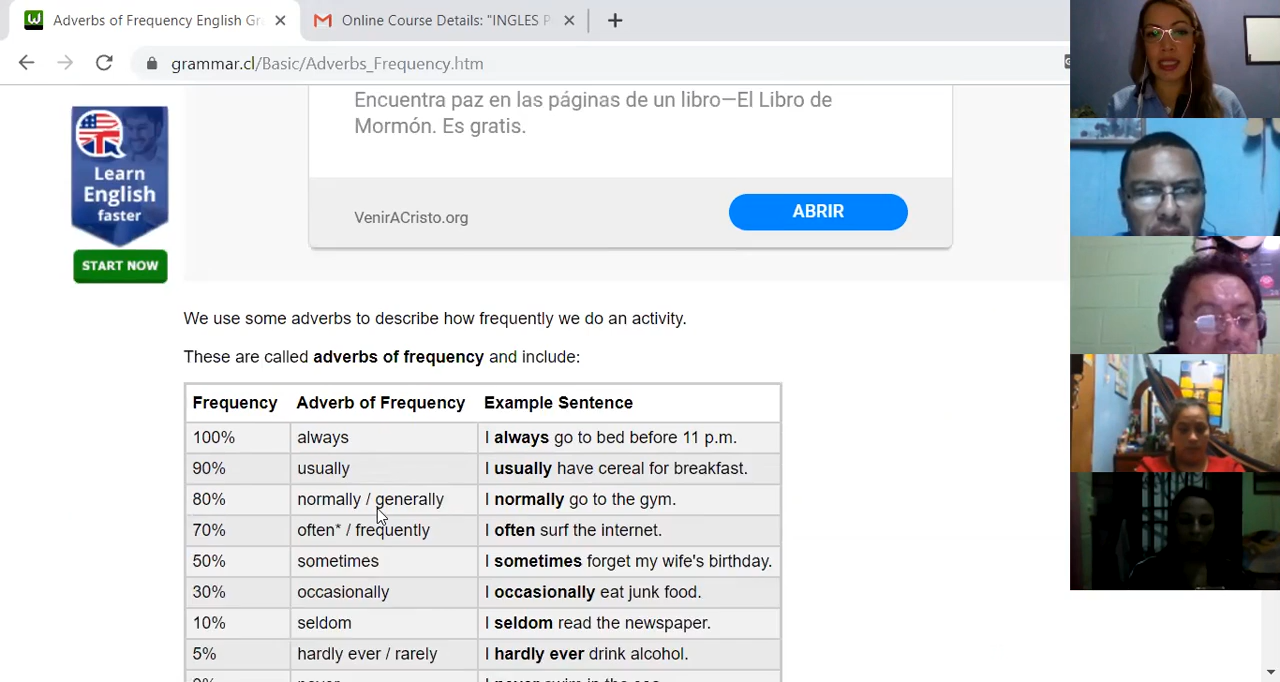 Adverbs of Frequency English Gr
Online Course Details: "INGLES P
grammar.cl/Basic/Adverbs_Frequency.htm
Encuentra paz en las páginas de un libro—El Libro de
Mormón. Es gratis.
VenirACristo.org
ABRIR
Learn
English
faster
START NOW
We use some adverbs to describe how frequently we do an activity.
These are called adverbs of frequency and include:
Frequency Adverb of Frequency Example Sentence
100% always I always go to bed before 11 p.m.
90% usually I usually have cereal for breakfast.
80% normally / generally I normally go to the gym.
70% often* / frequently I often surf the internet.
50% sometimes I sometimes forget my wife's birthday.
30% occasionally I occasionally eat junk food.
10% seldom I seldom read the newspaper.
5% hardly ever / rarely I hardly ever drink alcohol.